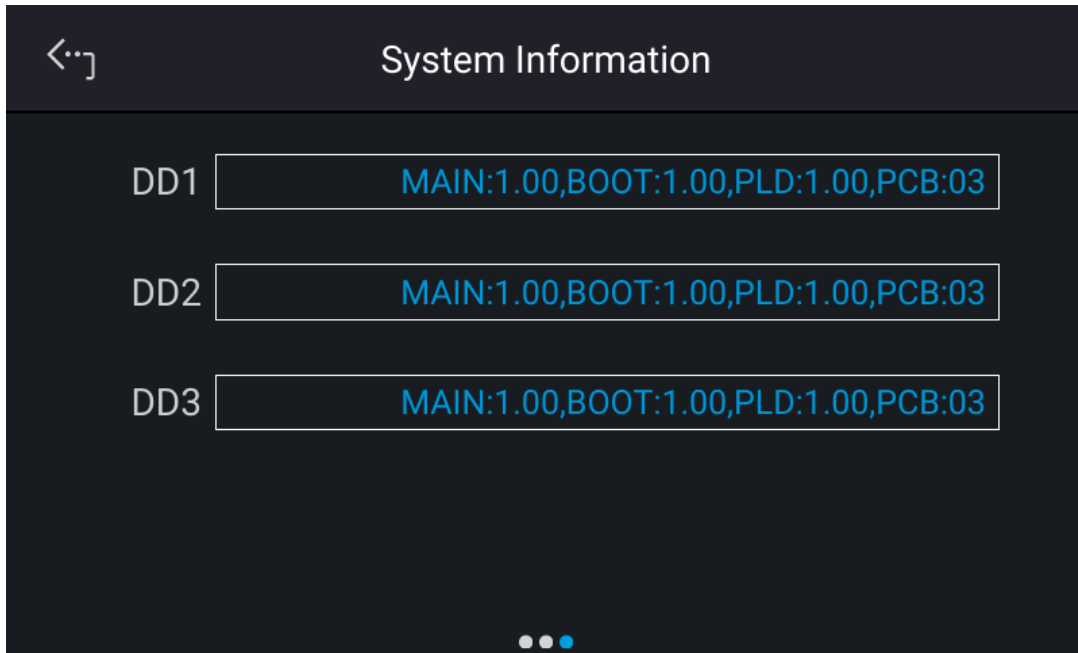 System Information
DD1 MAIN:1.00,BOOT:1.00,PLD:1.00,PCB:03
DD2 MAIN:1.00,BOOT:1.00,PLD:1.00,PCB:03
DD3 MAIN:1.00,BOOT:1.00,PLD:1.00,PCB:03